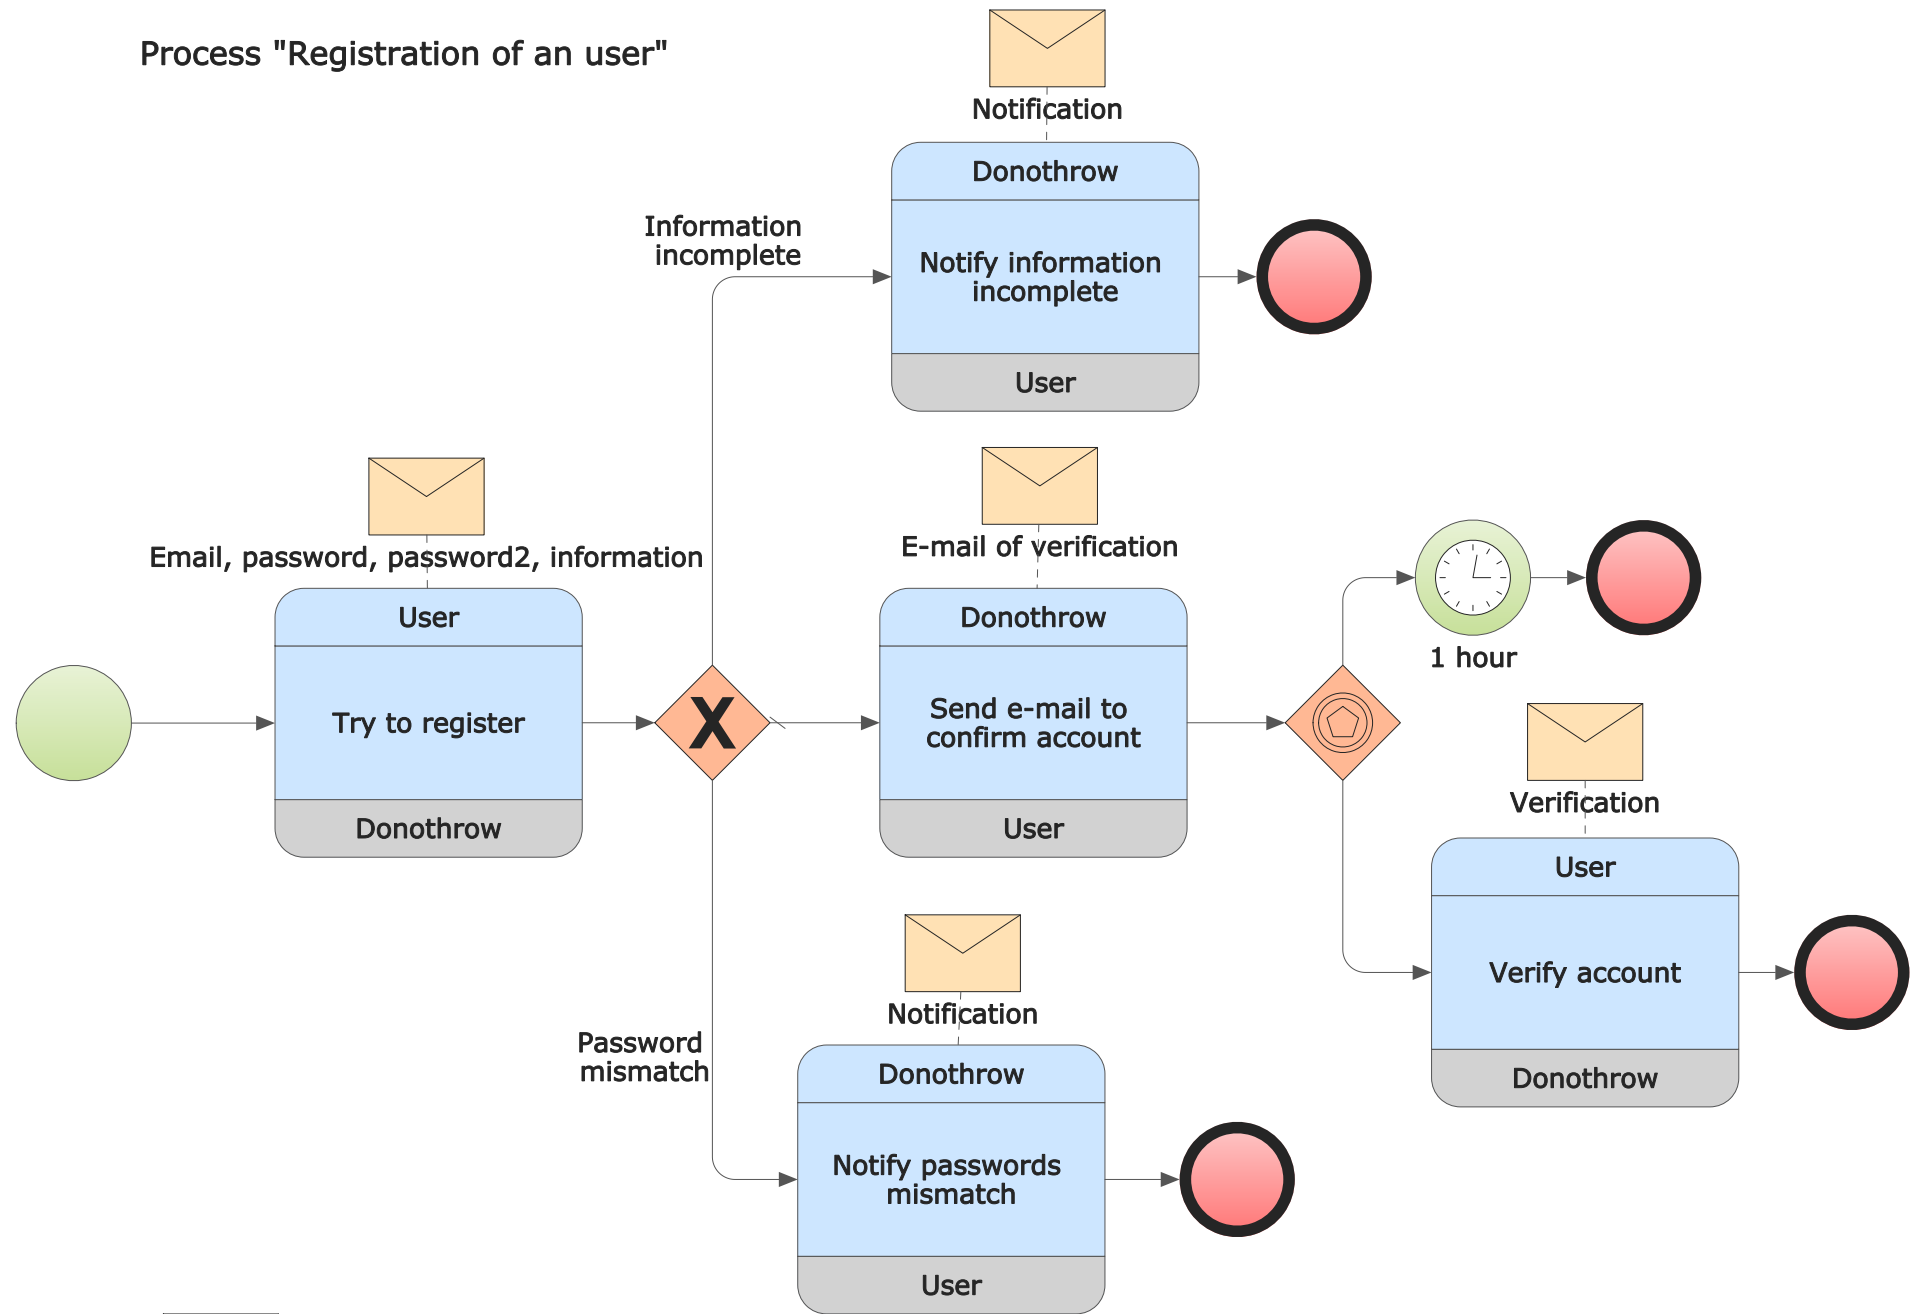 Process "Registration of an user"
Notification
Donothrow
Information
incomplete
Notify information
incomplete
User
Email, password, password2, information
User
Try to register
Donothrow
X
E-mail of verification
Donothrow
Send e-mail to
confirm account
User
1 hour
Verification
User
Verify account
Donothrow
Password
mismatch
Notification
Donothrow
Notify passwords
mismatch
User